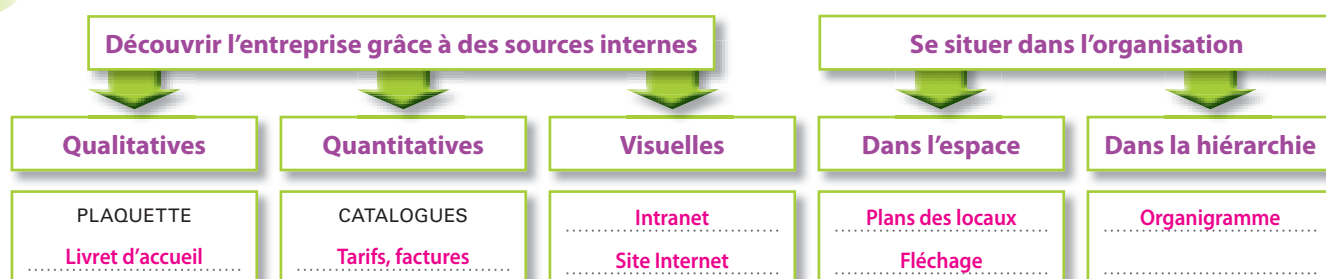 Découvrir l’entreprise grâce à des sources internes
Se situer dans l’organisation
Qualitatives
Quantitatives
Visuelles
Dans l’espace
Dans la hiérarchie
PLAQUETTE
CATALOGUES
Intranet
Plans des locaux
Organigramme
Livret d’accueil
Tarifs, factures
Site Internet
Fléchage